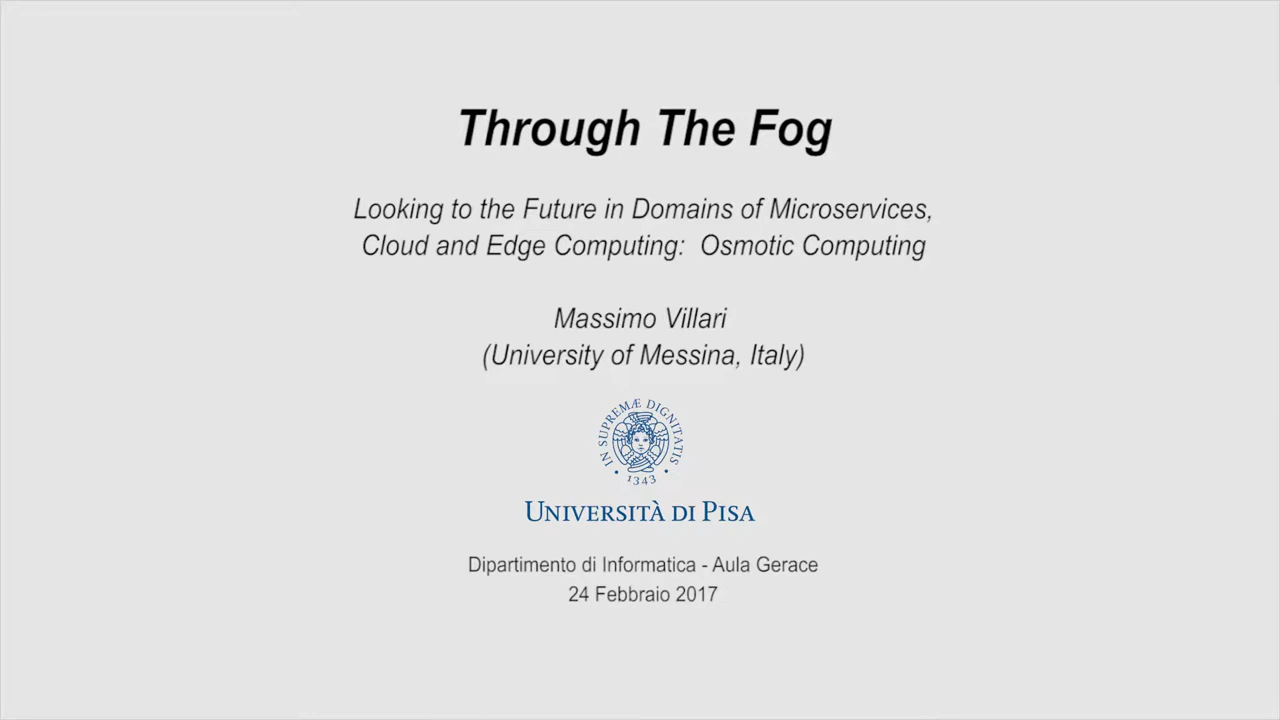 Through The Fog
Looking to the Future in Domains of Microservices,
Cloud and Edge Computing:  Osmotic Computing
Massimo Villari
(University of Messina, Italy)
IN SUPREMÆ DIGNITATIS
1343
UNIVERSITÀ DI PISA
Dipartimento di Informatica - Aula Gerace
24 Febbraio 2017